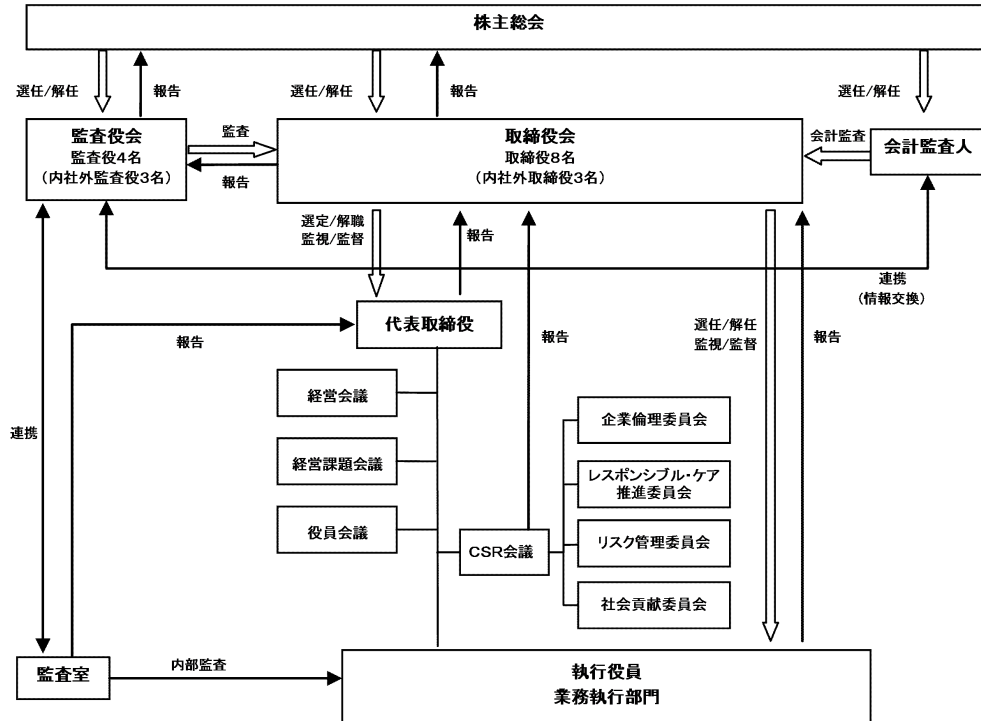 株主総会
選任/解任
報告
選任/解任
報告
選任/解任
監査役会
監査役4名
(内社外監査役3名)
監査
報告
取締役会
取締役8名
(内社外取締役3名)
会計監査
会計監査人
選定/解職
監視/監督
報告
連携
(情報交換)
代表取締役
報告
報告
選任/解任
監視/監督
報告
経営会議
企業倫理委員会
連携
経営課題会議
レスポンシブル・ケア
推進委員会
役員会議
CSR会議
リスク管理委員会
社会貢献委員会
監査室
内部監査
執行役員
業務執行部門